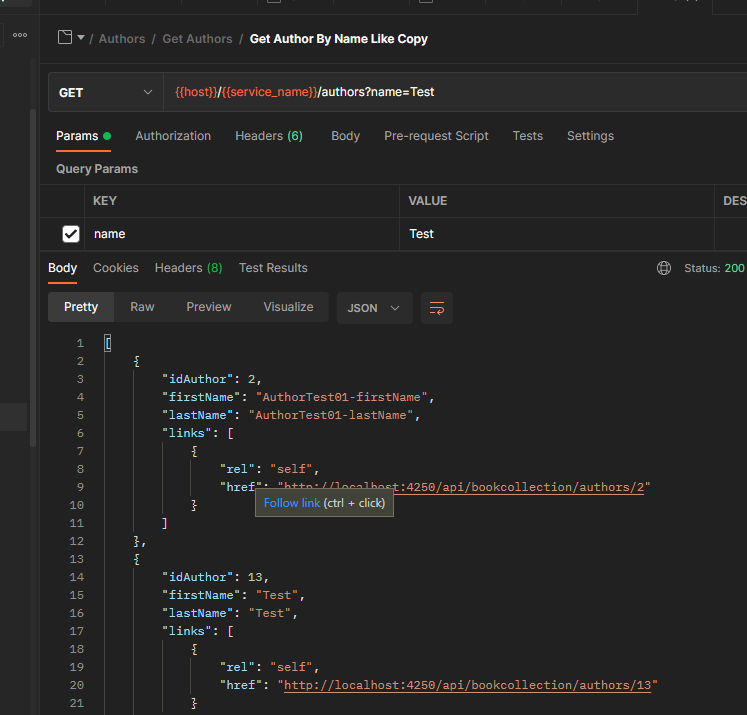 / Authors / Get Authors / Get Author By Name Like Copy
GET {{host}}/{{service_name}}/authors?name=Test
Params Authorization Headers (6) Body Pre-request Script Tests Settings
Query Params
KEY VALUE DES
name Test
Body Cookies Headers (8) Test Results Status: 200
Pretty Raw Preview Visualize JSON
1 [
2 {
3 "idAuthor": 2,
4 "firstName": "AuthorTest01-firstName",
5 "lastName": "AuthorTest01-lastName",
6 "links": [
7 {
8 "rel": "self",
9 "href": "http://localhost:4250/api/bookcollection/authors/2"
Follow link (ctrl + click)
10 }
11 ]
12 },
13 {
14 "idAuthor": 13,
15 "firstName": "Test",
16 "lastName": "Test",
17 "links": [
18 {
19 "rel": "self",
20 "href": "http://localhost:4250/api/bookcollection/authors/13"
21 }